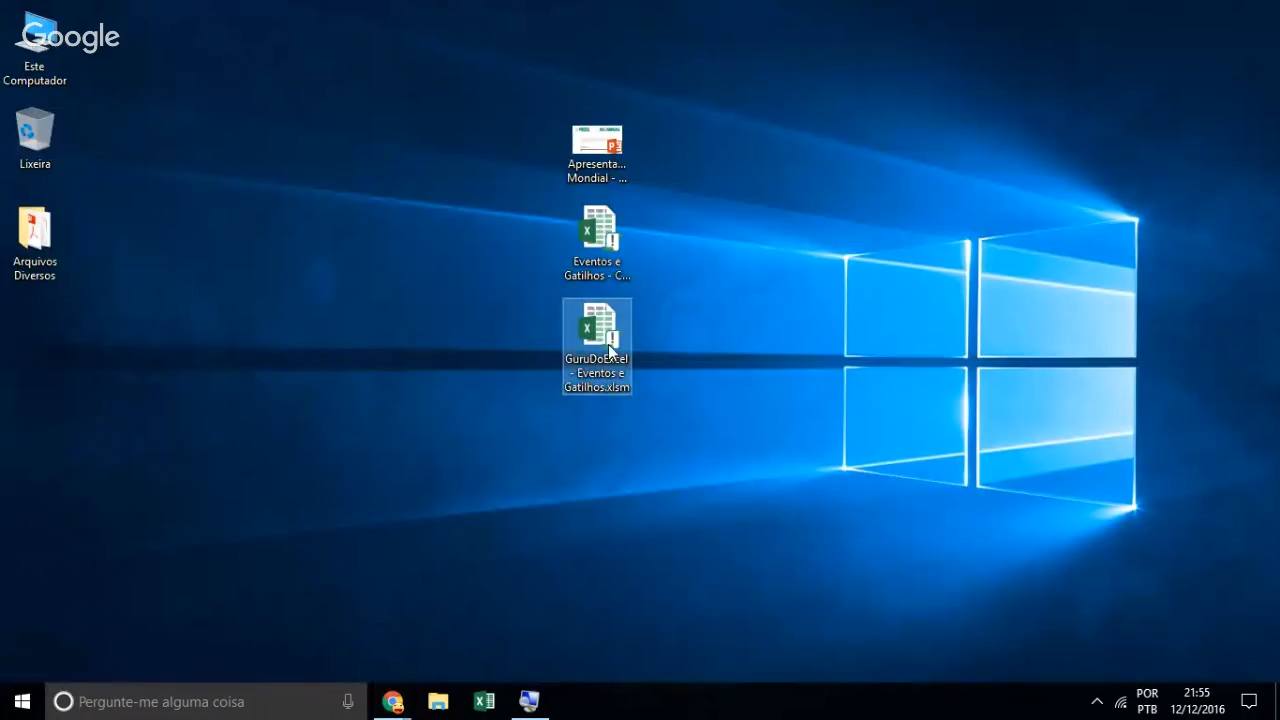 Google
Este
Computador
Lixeira
Arquivos
Diversos
Apresenta...
Mondial - ...
Eventos e
Gatilhos - C...
GuruDoExcel
- Eventos e
Gatilhos.xlsm
Pergunte-me alguma coisa
POR
PTB
21:55
12/12/2016